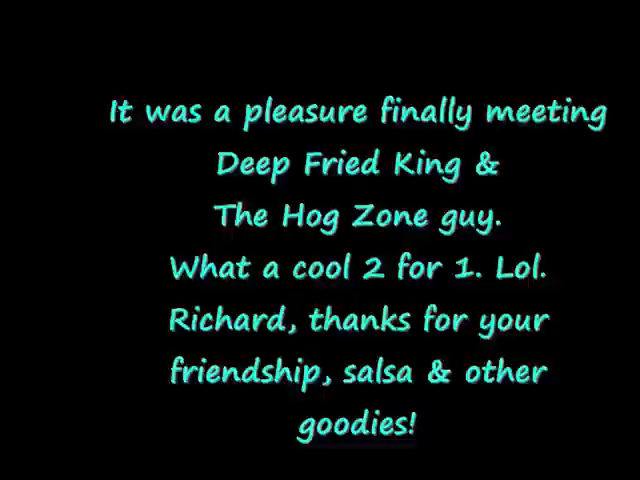 It was a pleasure finally meeting
Deep Fried King &
The Hog Zone guy.
What a cool 2 for 1. Lol.
Richard, thanks for your
friendship, salsa & other
goodies!